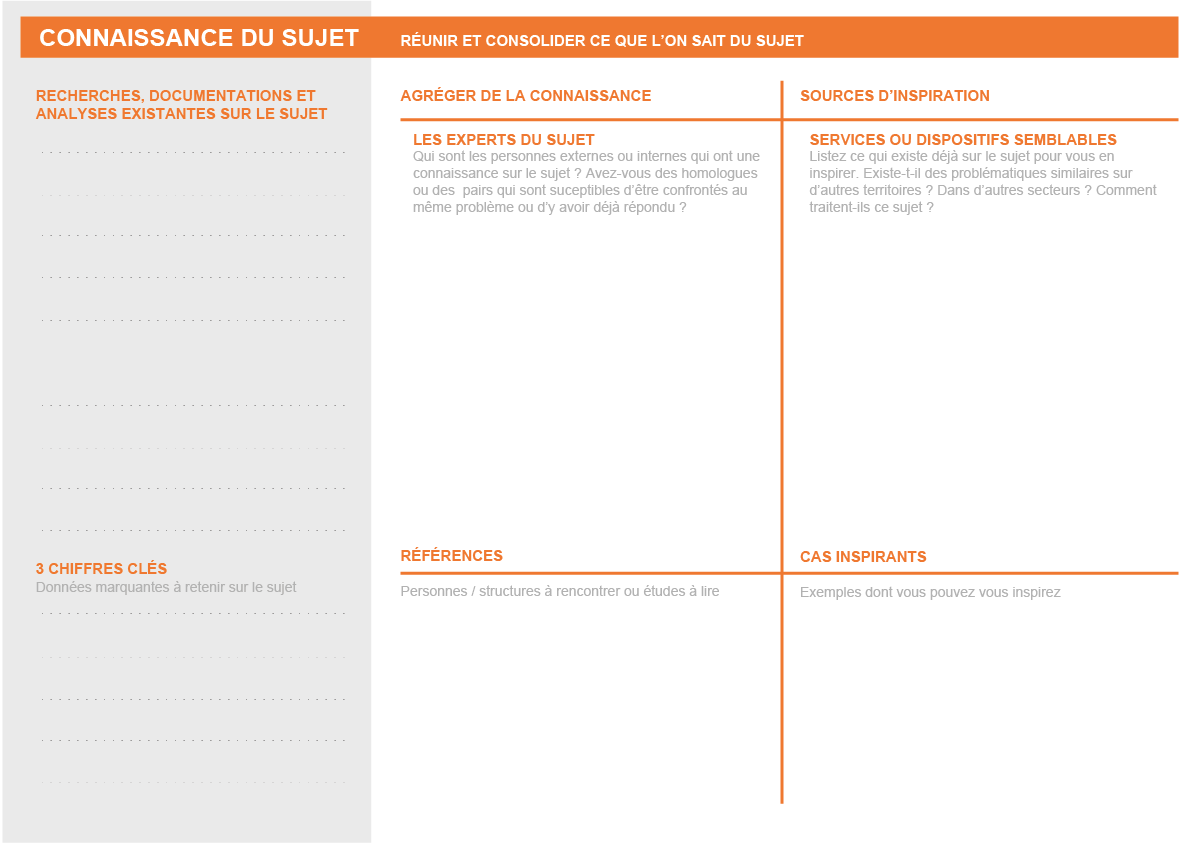 CONNAISSANCE DU SUJET
RÉUNIR ET CONSOLIDER CE QUE L’ON SAIT DU SUJET
RECHERCHES, DOCUMENTATIONS ET
ANALYSES EXISTANTES SUR LE SUJET
3 CHIFFRES CLÉS
Données marquantes à retenir sur le sujet
AGRÉGER DE LA CONNAISSANCE
LES EXPERTS DU SUJET
Qui sont les personnes externes ou internes qui ont une
connaissance sur le sujet ? Avez-vous des homologues
ou des  pairs qui sont suceptibles d’être confrontés au
même problème ou d’y avoir déjà répondu ?
RÉFÉRENCES
Personnes / structures à rencontrer ou études à lire
SOURCES D’INSPIRATION
SERVICES OU DISPOSITIFS SEMBLABLES
Listez ce qui existe déjà sur le sujet pour vous en
inspirer. Existe-t-il des problématiques similaires sur
d’autres territoires ? Dans d’autres secteurs ? Comment
traitent-ils ce sujet ?
CAS INSPIRANTS
Exemples dont vous pouvez vous inspirez